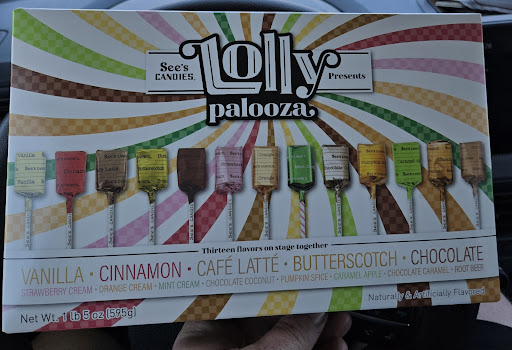 See's
CANDIES®
Presents
Lolly
palooza
Thirteen flavors on stage together
VANILLA • CINNAMON • CAFÉ LATTÉ • BUTTERSCOTCH • CHOCOLATE
STRAWBERRY CREAM • ORANGE CREAM • MINT CREAM • CHOCOLATE COCONUT • PUMPKIN SPICE • CARAMEL APPLE • CHOCOLATE CARAMEL • ROOT BEER
Net Wt. 1 lb 5 oz (595g)
Naturally & Artificially Flavored